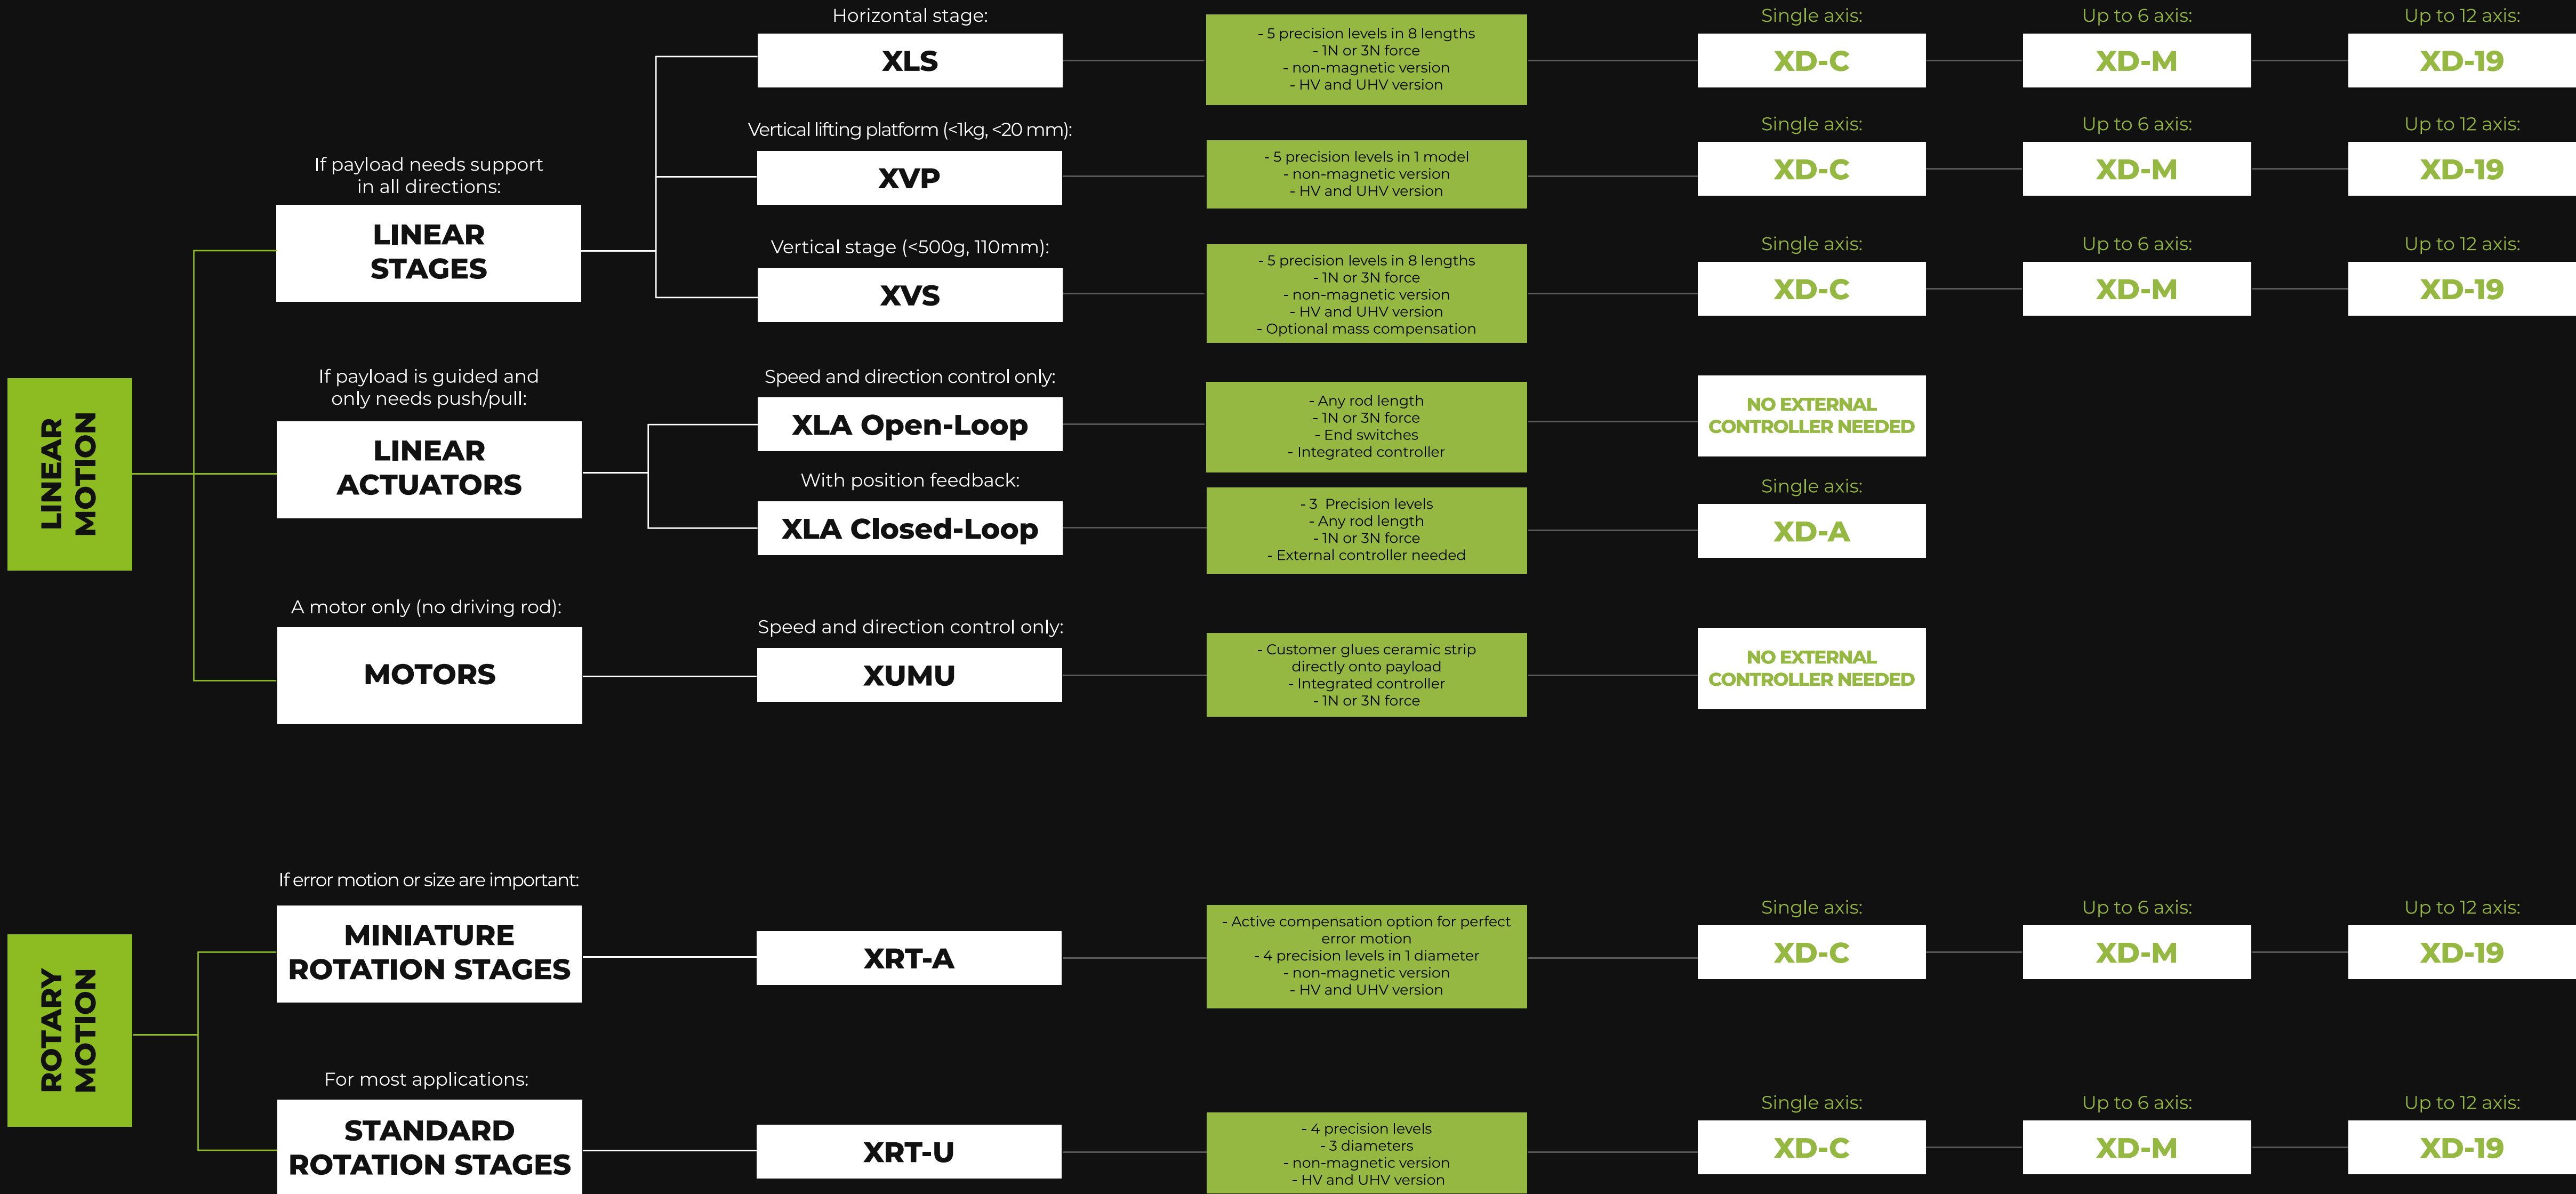 LINEAR
MOTION
If payload needs support
in all directions:
LINEAR
STAGES
Horizontal stage:
XLS
- 5 precision levels in 8 lengths
- 1N or 3N force
- non-magnetic version
- HV and UHV version
Single axis:
XD-C
Up to 6 axis:
XD-M
Up to 12 axis:
XD-19
Vertical lifting platform (<1kg, <20 mm):
XVP
- 5 precision levels in 1 model
- non-magnetic version
- HV and UHV version
Single axis:
XD-C
Up to 6 axis:
XD-M
Up to 12 axis:
XD-19
Vertical stage (<500g, 110mm):
XVS
- 5 precision levels in 8 lengths
- 1N or 3N force
- non-magnetic version
- HV and UHV version
- Optional mass compensation
Single axis:
XD-C
Up to 6 axis:
XD-M
Up to 12 axis:
XD-19
If payload is guided and
only needs push/pull:
LINEAR
ACTUATORS
Speed and direction control only:
XLA Open-Loop
- Any rod length
- 1N or 3N force
- End switches
- Integrated controller
NO EXTERNAL
CONTROLLER NEEDED
With position feedback:
XLA Closed-Loop
- 3 Precision levels
- Any rod length
- 1N or 3N force
- External controller needed
Single axis:
XD-A
A motor only (no driving rod):
MOTORS
Speed and direction control only:
XUMU
- Customer glues ceramic strip
directly onto payload
- Integrated controller
- 1N or 3N force
NO EXTERNAL
CONTROLLER NEEDED
ROTARY
MOTION
If error motion or size are important:
MINIATURE
ROTATION STAGES
XRT-A
- Active compensation option for perfect
error motion
- 4 precision levels in 1 diameter
- non-magnetic version
- HV and UHV version
Single axis:
XD-C
Up to 6 axis:
XD-M
Up to 12 axis:
XD-19
For most applications:
STANDARD
ROTATION STAGES
XRT-U
- 4 precision levels
- 3 diameters
- non-magnetic version
- HV and UHV version
Single axis:
XD-C
Up to 6 axis:
XD-M
Up to 12 axis:
XD-19